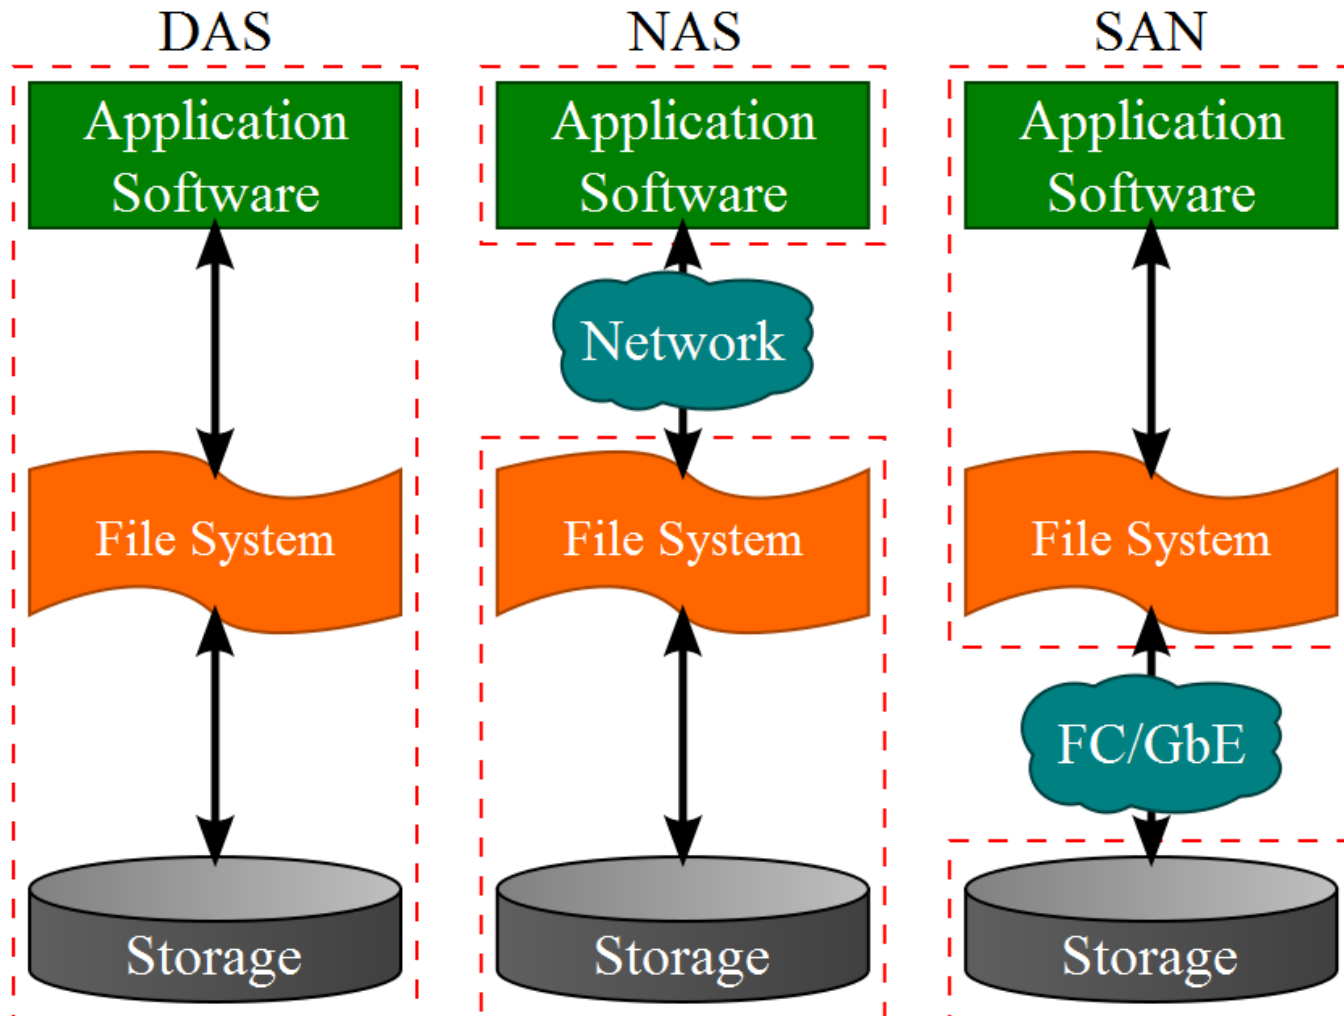 DAS
Application
Software
File System
Storage
NAS
Application
Software
Network
File System
Storage
SAN
Application
Software
File System
FC/GbE
Storage